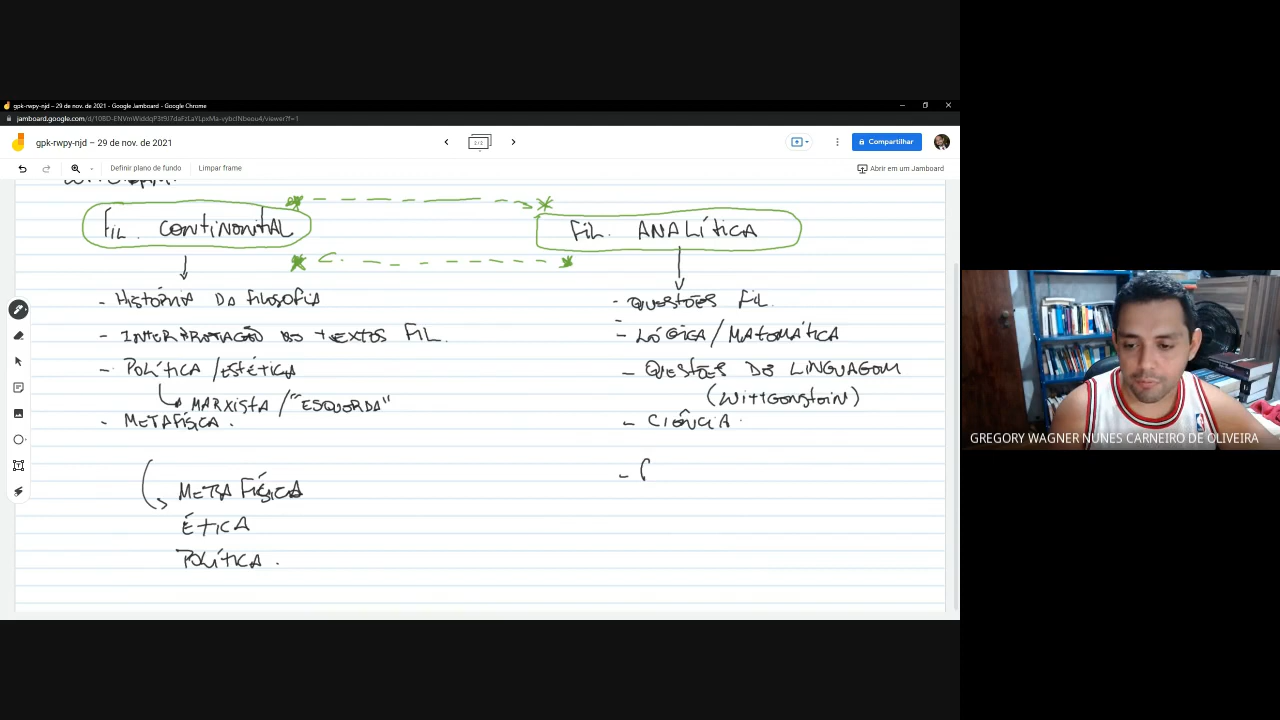 gpk-rwpy-njd – 29 de nov. de 2021 - Google Jamboard - Google Chrome
gpk-rwpy-njd – 29 de nov. de 2021
2/2
Compartilhar
Definir plano de fundo
Limpar frame
Abrir em um Jamboard
FIL. CONTINENTAL
FIL. ANALÍTICA
- HISTÓRIA DA FILOSOFIA
- QUESTÕES FIL.
- INTERPRETAÇÃO DOS TEXTOS FIL.
- LÓGICA/MATEMÁTICA
- POLÍTICA/ESTÉTICA
- QUESTÕES DE LINGUAGEM
MARXISTA/"ESQUERDA"
(WITTGENSTEIN)
- METAFÍSICA.
- CIÊNCIA.
METAFÍSICA
ÉTICA
POLÍTICA.
GREGORY WAGNER NUNES CARNEIRO DE OLIVEIRA